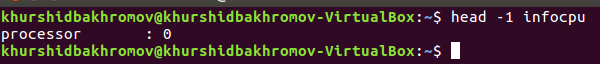 khurshidbakhromov@khurshidbakhromov-VirtualBox:~$ head -1 infocpu
processor       : 0
khurshidbakhromov@khurshidbakhromov-VirtualBox:~$